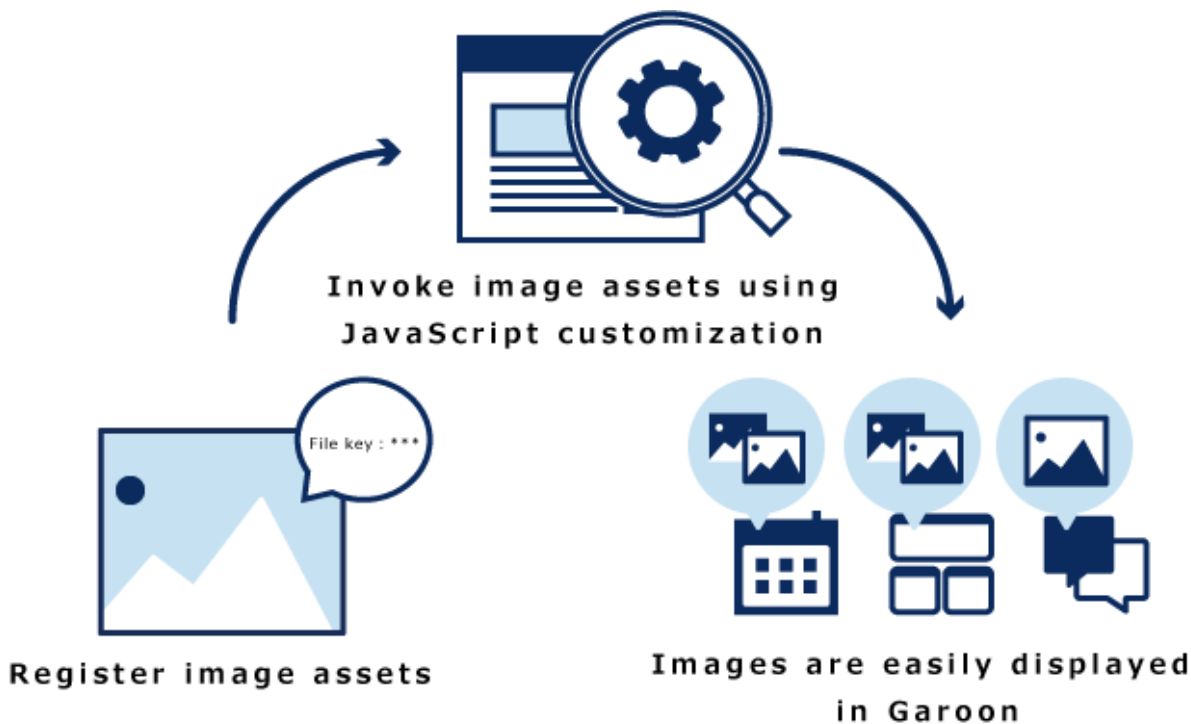 Invoke image assets using
JavaScript customization
File key : ***
Register image assets
Images are easily displayed
in Garoon